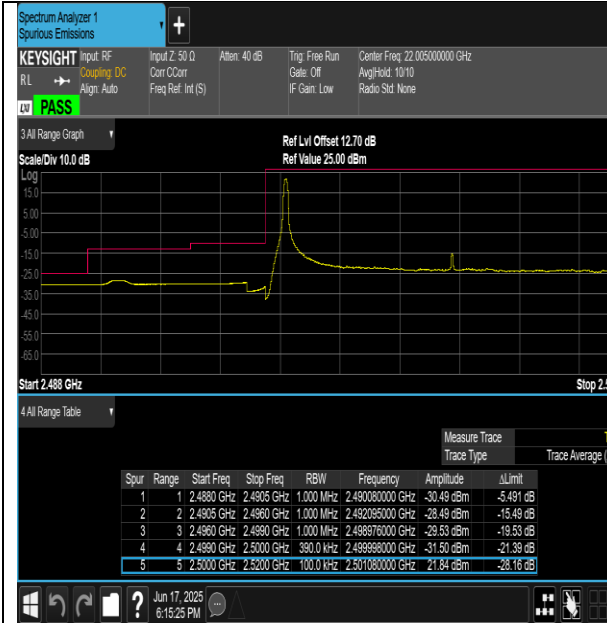 Spectrum Analyzer 1
Spurious Emissions
KEYSIGHT Input: RF Input Z: 50 Ω Atten: 40 dB Trig: Free Run Center Freq: 22.005000000 GHz
RL Coupling: DC Corr CCorr Gate: Off Avg|Hold: 10/10
Align: Auto Freq Ref: Int (S) IF Gain: Low Radio Std: None
LXI PASS
3 All Range Graph
Ref Lvl Offset 12.70 dB
Scale/Div 10.0 dB Ref Value 25.00 dBm
Log
15.0
5.00
-5.00
-15.0
-25.0
-35.0
-45.0
-55.0
-65.0
Start 2.488 GHz Stop 2.5
4 All Range Table
Measure Trace T
Trace Type Trace Average (
Spur Range Start Freq Stop Freq RBW Frequency Amplitude ΔLimit
1 1 2.4880 GHz 2.4905 GHz 1.000 MHz 2.490080000 GHz -30.49 dBm -5.491 dB
2 2 2.4905 GHz 2.4960 GHz 1.000 MHz 2.492095000 GHz -28.49 dBm -15.49 dB
3 3 2.4960 GHz 2.4990 GHz 1.000 MHz 2.498976000 GHz -29.53 dBm -19.53 dB
4 4 2.4990 GHz 2.5000 GHz 390.0 kHz 2.499998000 GHz -31.50 dBm -21.39 dB
5 5 2.5000 GHz 2.5200 GHz 100.0 kHz 2.501080000 GHz 21.84 dBm -28.16 dB
Jun 17, 2025
6:15:25 PM